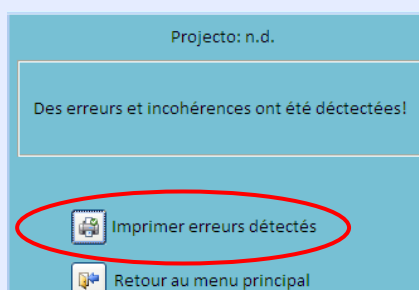 Projecto: n.d.
Des erreurs et incohérences ont été déctectées!
Imprimer erreurs détectés
Retour au menu principal